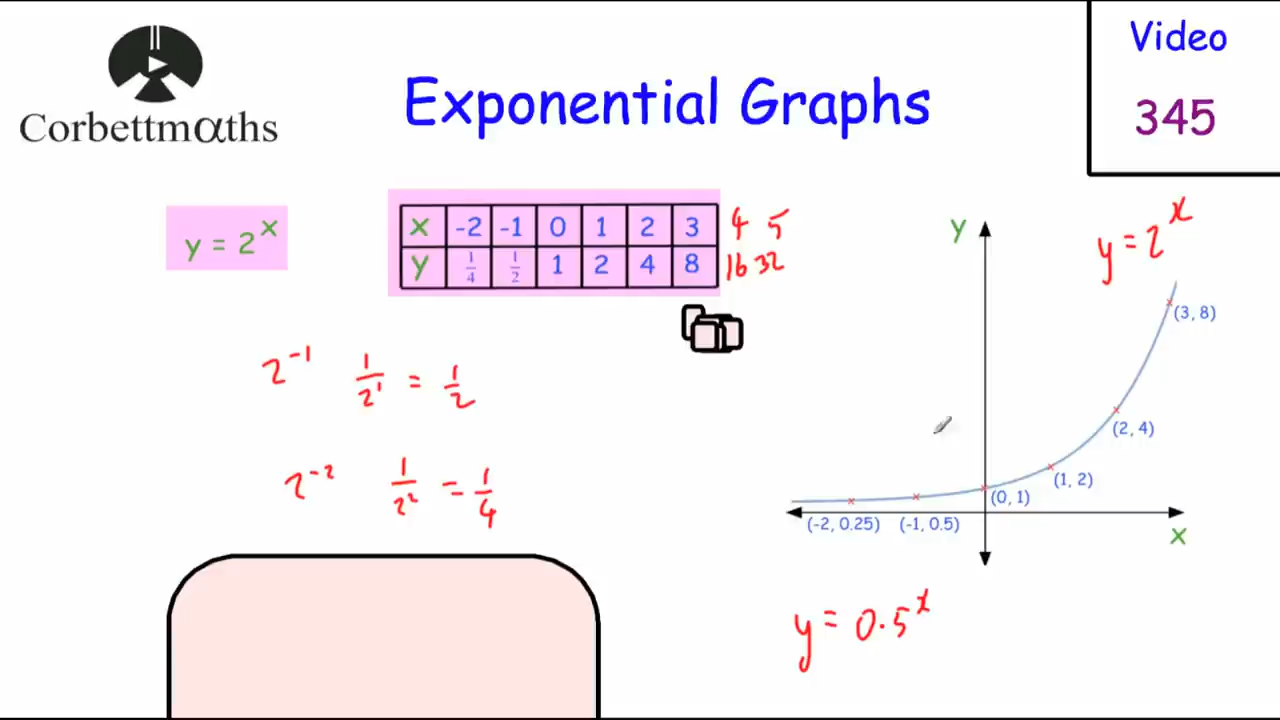 Corbettmαths
Exponential Graphs
Video
345
y = 2^x
x -2 -1 0 1 2 3 4 5
y 1/4 1/2 1 2 4 8 16 32
2^-1 1/2^1 = 1/2
2^-2 1/2^2 = 1/4
y
y = 2^x
(3, 8)
(2, 4)
(1, 2)
(0, 1)
(-2, 0.25) (-1, 0.5)
x
y = 0.5^x